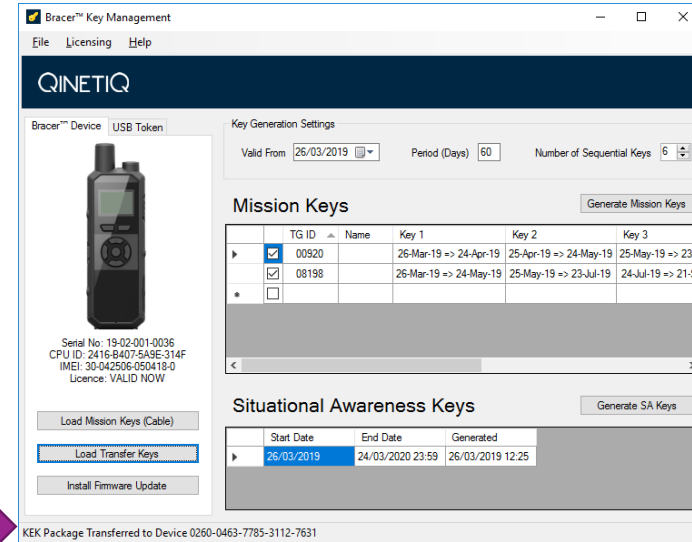 Bracer™ Key Management
File Licensing Help
QINETIQ
Bracer™ Device USB Token
Serial No: 19-02-001-0036
CPU ID: 2416-B407-5A9E-314F
IMEI: 30-042506-050418-0
Licence: VALID NOW
Load Mission Keys (Cable)
Load Transfer Keys
Install Firmware Update
Key Generation Settings
Valid From 26/03/2019 Period (Days) 60 Number of Sequential Keys 6
Mission Keys Generate Mission Keys
TG ID Name Key 1 Key 2 Key 3
00920 26-Mar-19 => 24-Apr-19 25-Apr-19 => 24-May-19 25-May-19 => 23
08198 26-Mar-19 => 24-May-19 25-May-19 => 23-Jul-19 24-Jul-19 => 21-
Situational Awareness Keys Generate SA Keys
Start Date End Date Generated
26/03/2019 24/03/2020 23:59 26/03/2019 12:25
KEK Package Transferred to Device 0260-0463-7785-3112-7631